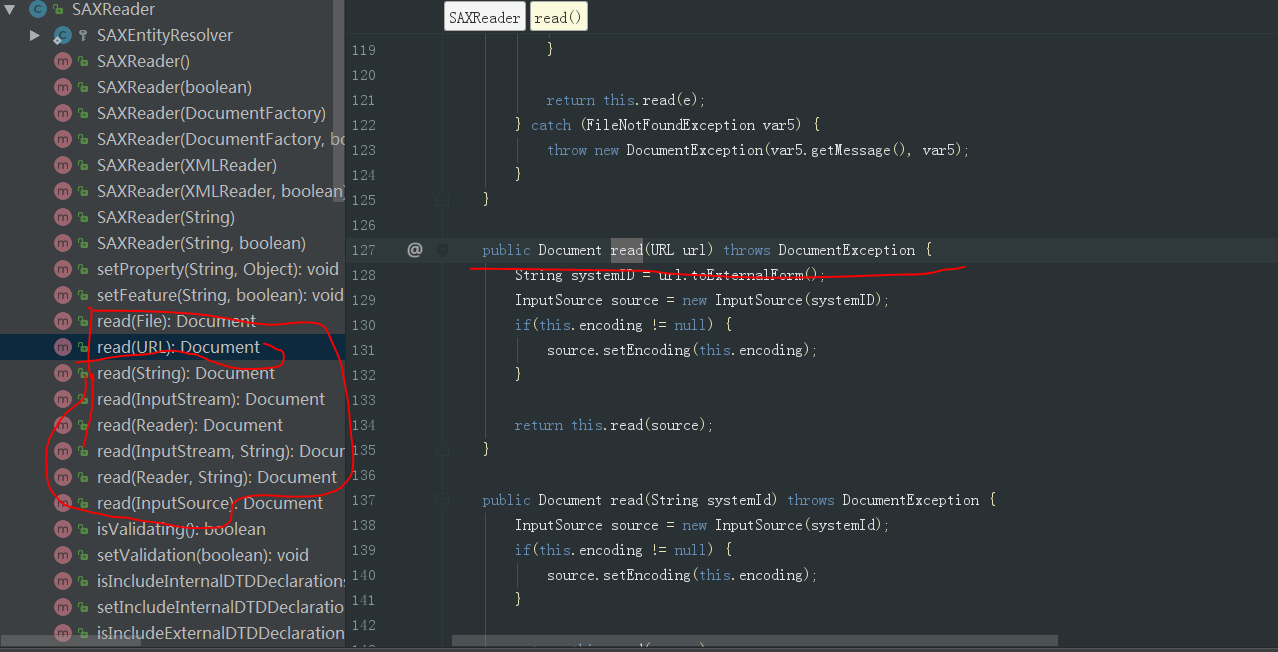 SAXReader
SAXEntityResolver
SAXReader()
SAXReader(boolean)
SAXReader(DocumentFactory)
SAXReader(DocumentFactory, bo
SAXReader(XMLReader)
SAXReader(XMLReader, boolean)
SAXReader(String)
SAXReader(String, boolean)
setProperty(String, Object): void
setFeature(String, boolean): void
read(File): Document
read(URL): Document
read(String): Document
read(InputStream): Document
read(Reader): Document
read(InputStream, String): Docur
read(Reader, String): Document
read(InputSource): Document
isValidating(): boolean
setValidation(boolean): void
isIncludeInternalDTDDeclarations
setIncludeInternalDTDDeclaratio
isIncludeExternalDTDDeclaration
SAXReader read()
119 }
120
121 return this.read(e);
122 } catch (FileNotFoundException var5) {
123 throw new DocumentException(var5.getMessage(), var5);
124 }
125 }
126
127 @ public Document read(URL url) throws DocumentException {
128 String systemID = url.toExternalForm();
129 InputSource source = new InputSource(systemID);
130 if(this.encoding != null) {
131 source.setEncoding(this.encoding);
132 }
133
134 return this.read(source);
135 }
136
137 public Document read(String systemId) throws DocumentException {
138 InputSource source = new InputSource(systemId);
139 if(this.encoding != null) {
140 source.setEncoding(this.encoding);
141 }
142